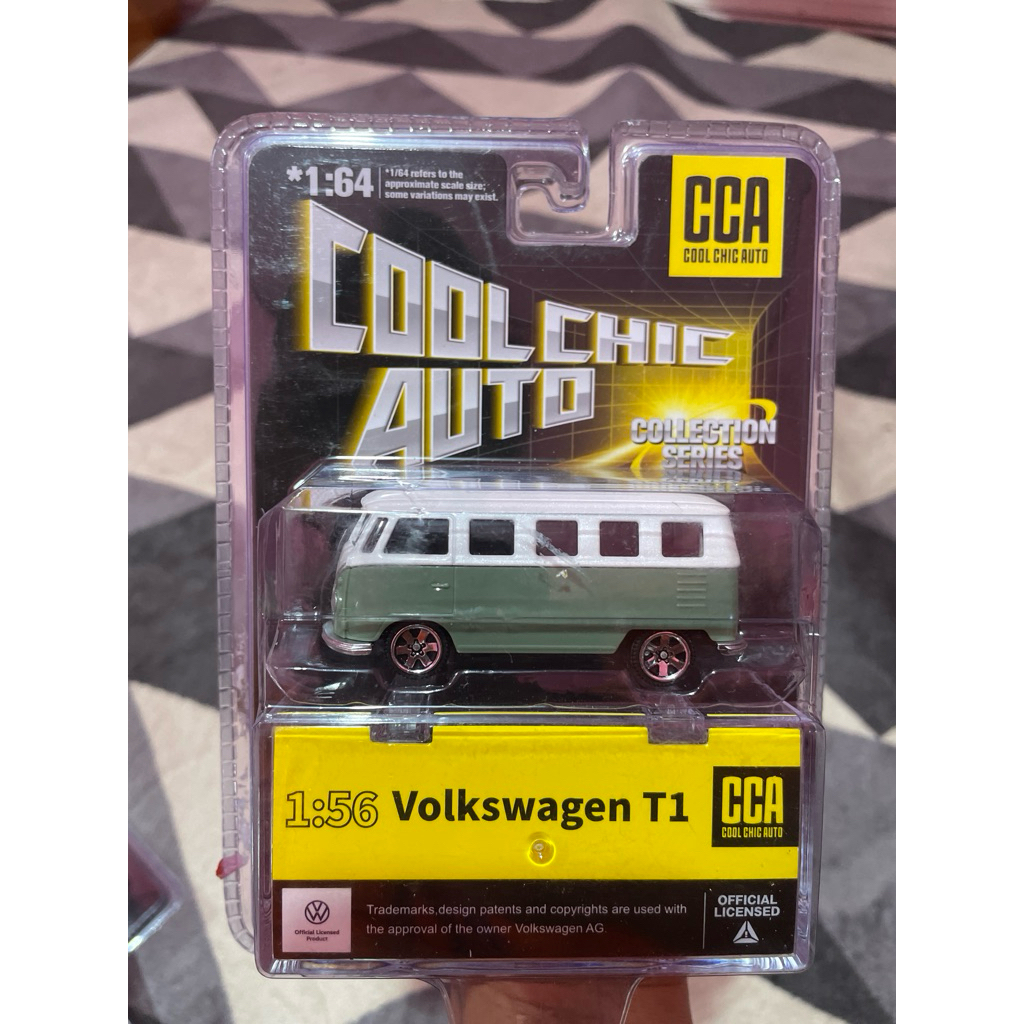 *1:64
*1/64 refers to the
approximate scale size;
some variations may exist.
CCA
COOL CHIC AUTO
COOL CHIC
AUTO
COLLECTION
SERIES
1:56 Volkswagen T1
CCA
COOL CHIC AUTO
Official Licensed
Product
Trademarks,design patents and copyrights are used with
the approval of the owner Volkswagen AG
OFFICIAL
LICENSED